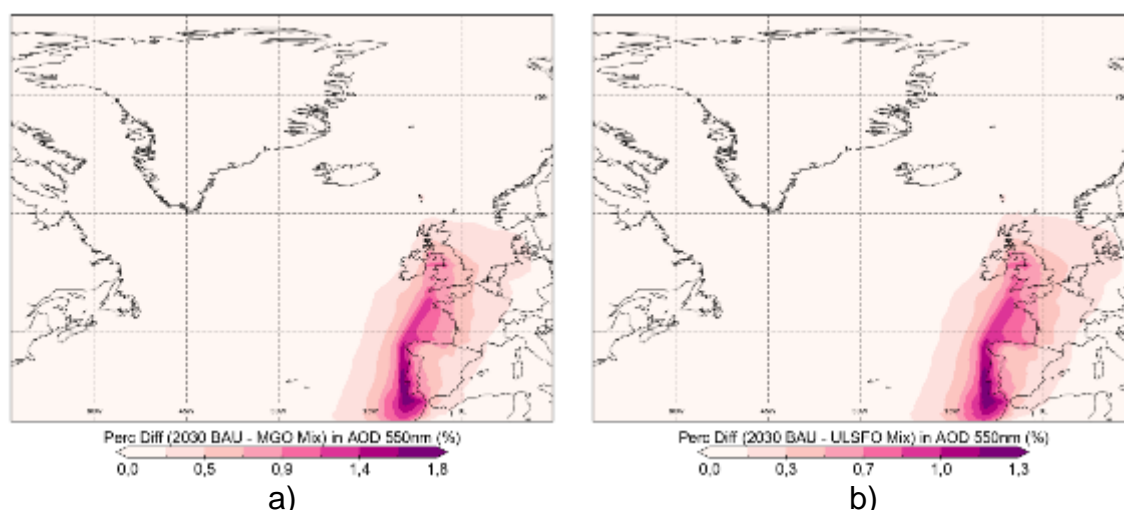 Perc Diff (2030 BAU - MGO Mix) in AOD 550nm (%)
0,0 0,5 0,9 1,4 1,8
a)
Perc Diff (2030 BAU - ULSFO Mix) in AOD 550nm (%)
0,0 0,3 0,7 1,0 1,3
b)